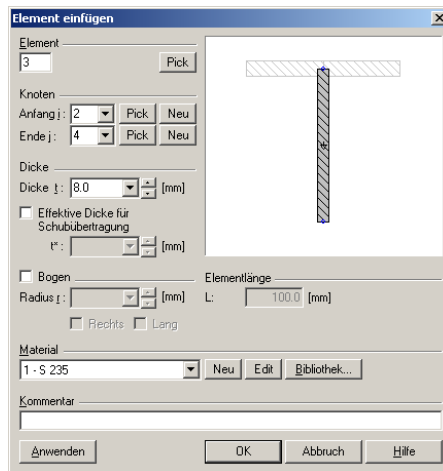 Element einfügen
Element
3 Pick
Knoten
Anfang i: 2 Pick Neu
Ende j: 4 Pick Neu
Dicke
Dicke t: 8.0 [mm]
Effektive Dicke für
Schubübertragung
t*: [mm]
Bogen
Radius r: [mm]
Rechts Lang
Elementlänge
L: 100.0 [mm]
Material
1 - S 235 Neu Edit Bibliothek...
Kommentar
Anwenden OK Abbruch Hilfe